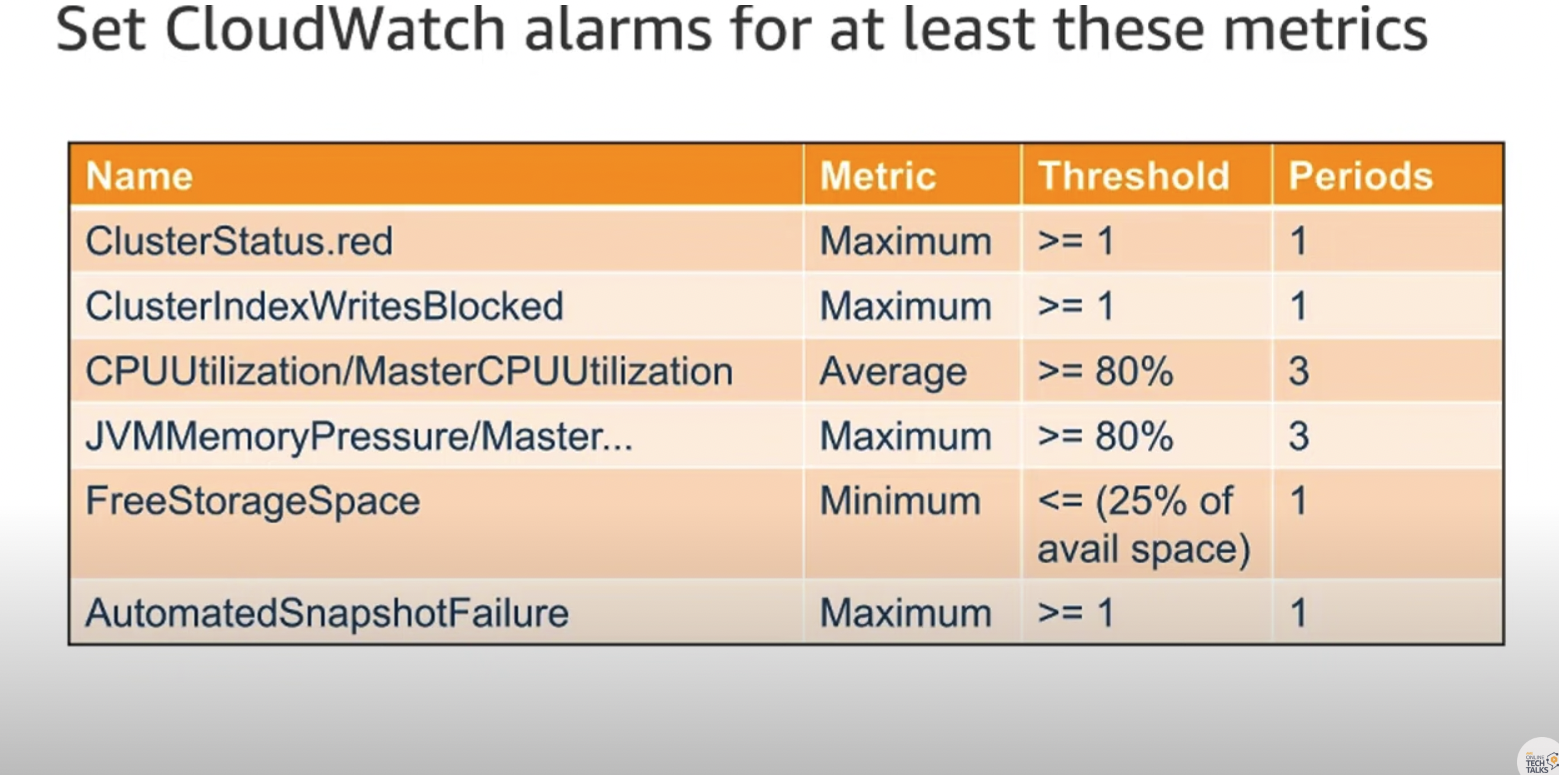 Set CloudWatch alarms for at least these metrics
Name Metric Threshold Periods
ClusterStatus.red Maximum >= 1 1
ClusterIndexWritesBlocked Maximum >= 1 1
CPUUtilization/MasterCPUUtilization Average >= 80% 3
JVMMemoryPressure/Master... Maximum >= 80% 3
FreeStorageSpace Minimum <= (25% of 1
avail space)
AutomatedSnapshotFailure Maximum >= 1 1
ONLINE
TECH
TALKS